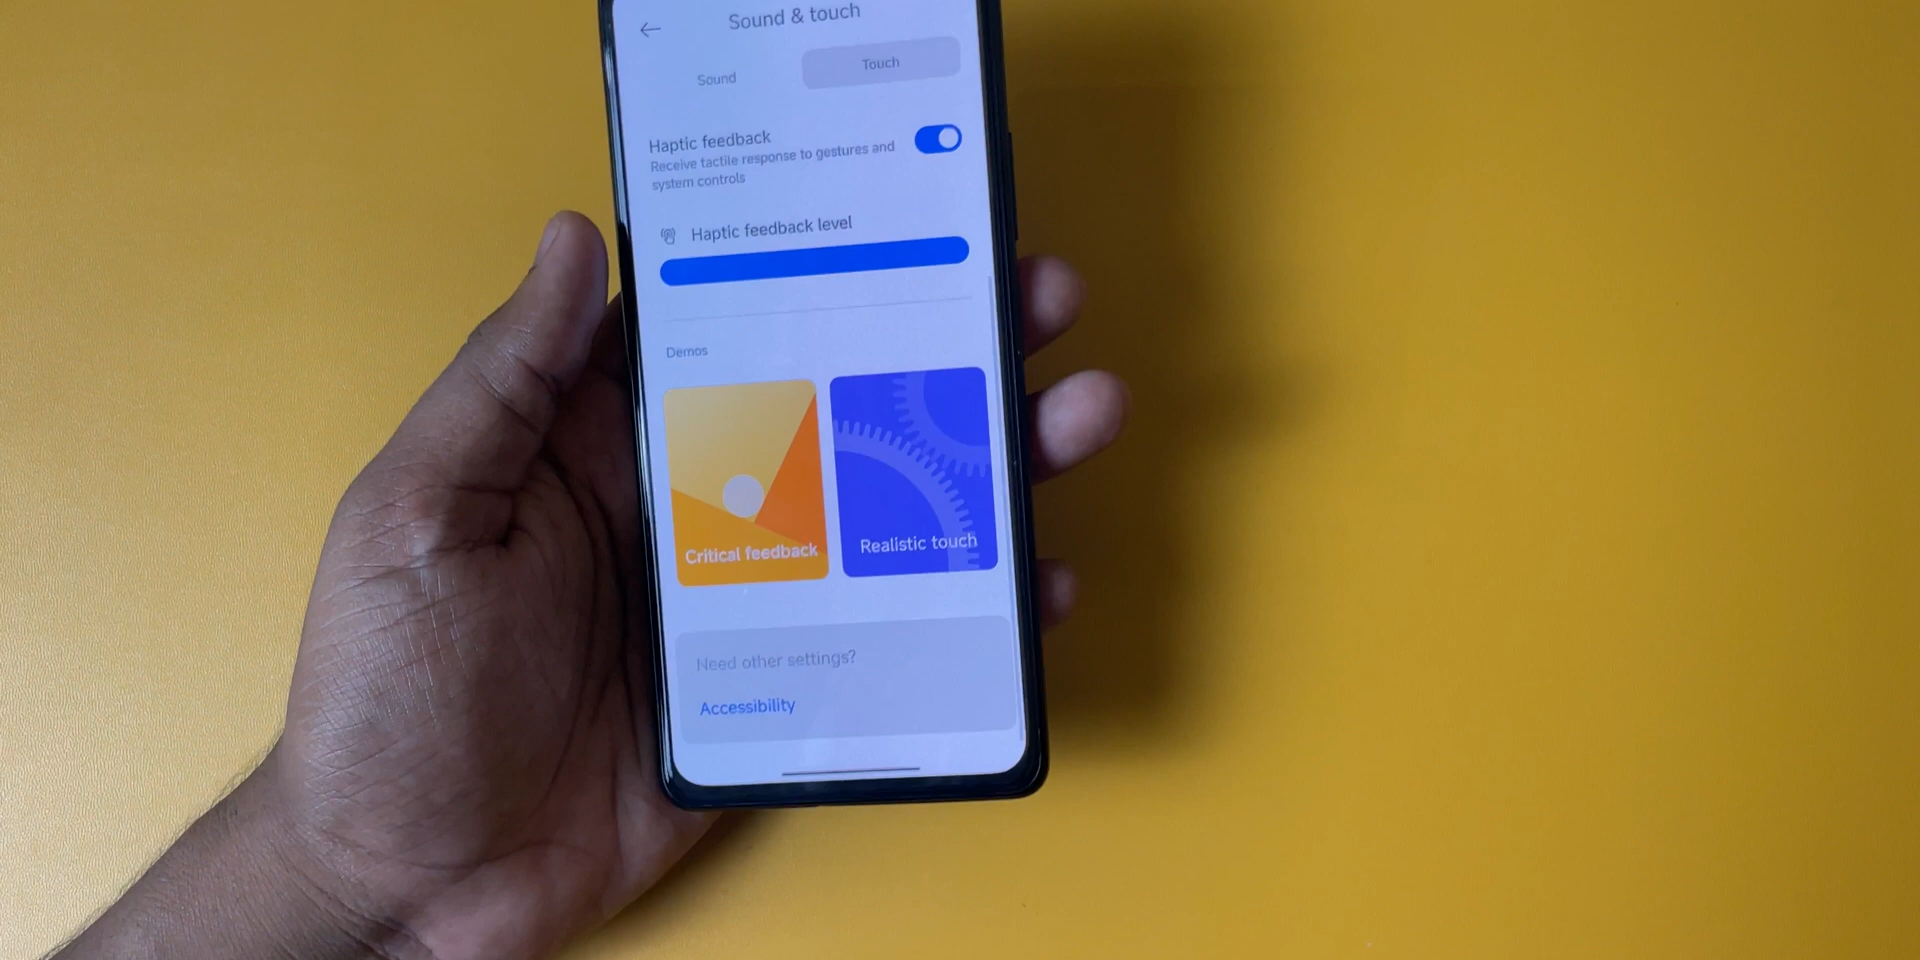 Sound & touch
Sound
Touch
Haptic feedback
Receive tactile response to gestures and
system controls
Haptic feedback level
Demos
Critical feedback
Realistic touch
Need other settings?
Accessibility